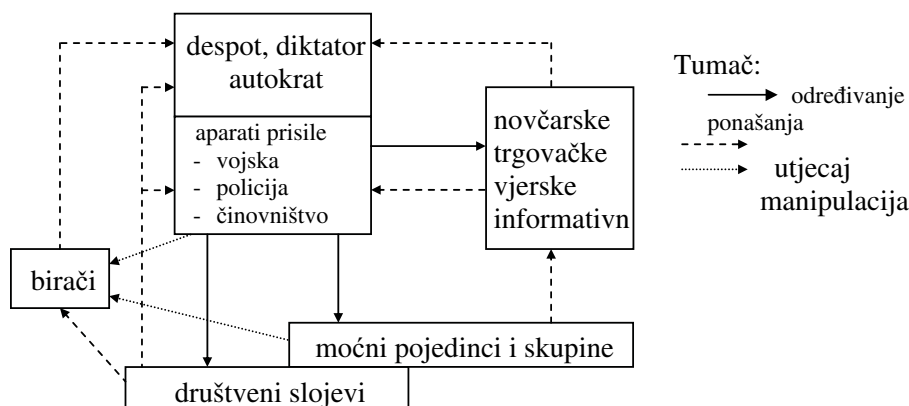 despot, diktator
autokrat
aparati prisile
- vojska
- policija
- činovništvo
novčarske
trgovačke
vjerske
informativn
Tumač:
određivanje
ponašanja
utjecaj
manipulacija
birači
moćni pojedinci i skupine
društveni slojevi